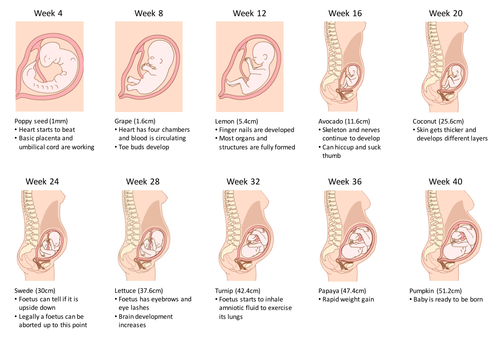 Week 4
Week 8
Week 12
Week 16
Week 20
Poppy seed (1mm)
• Heart starts to beat
• Basic placenta and
umbilical cord are working
Grape (1.6cm)
• Heart has four chambers
and blood is circulating
• Toe buds develop
Lemon (5.4cm)
• Finger nails are developed
• Most organs and
structures are fully formed
Avocado (11.6cm)
• Skeleton and nerves
continue to develop
• Can hiccup and suck
thumb
Coconut (25.6cm)
• Skin gets thicker and
develops different layers
Week 24
Week 28
Week 32
Week 36
Week 40
Swede (30cm)
• Foetus can tell if it is
upside down
• Legally a foetus can be
aborted up to this point
Lettuce (37.6cm)
• Foetus has eyebrows and
eye lashes
• Brain development
increases
Turnip (42.4cm)
• Foetus starts to inhale
amniotic fluid to exercise
its lungs
Papaya (47.4cm)
• Rapid weight gain
Pumpkin (51.2cm)
• Baby is ready to be born